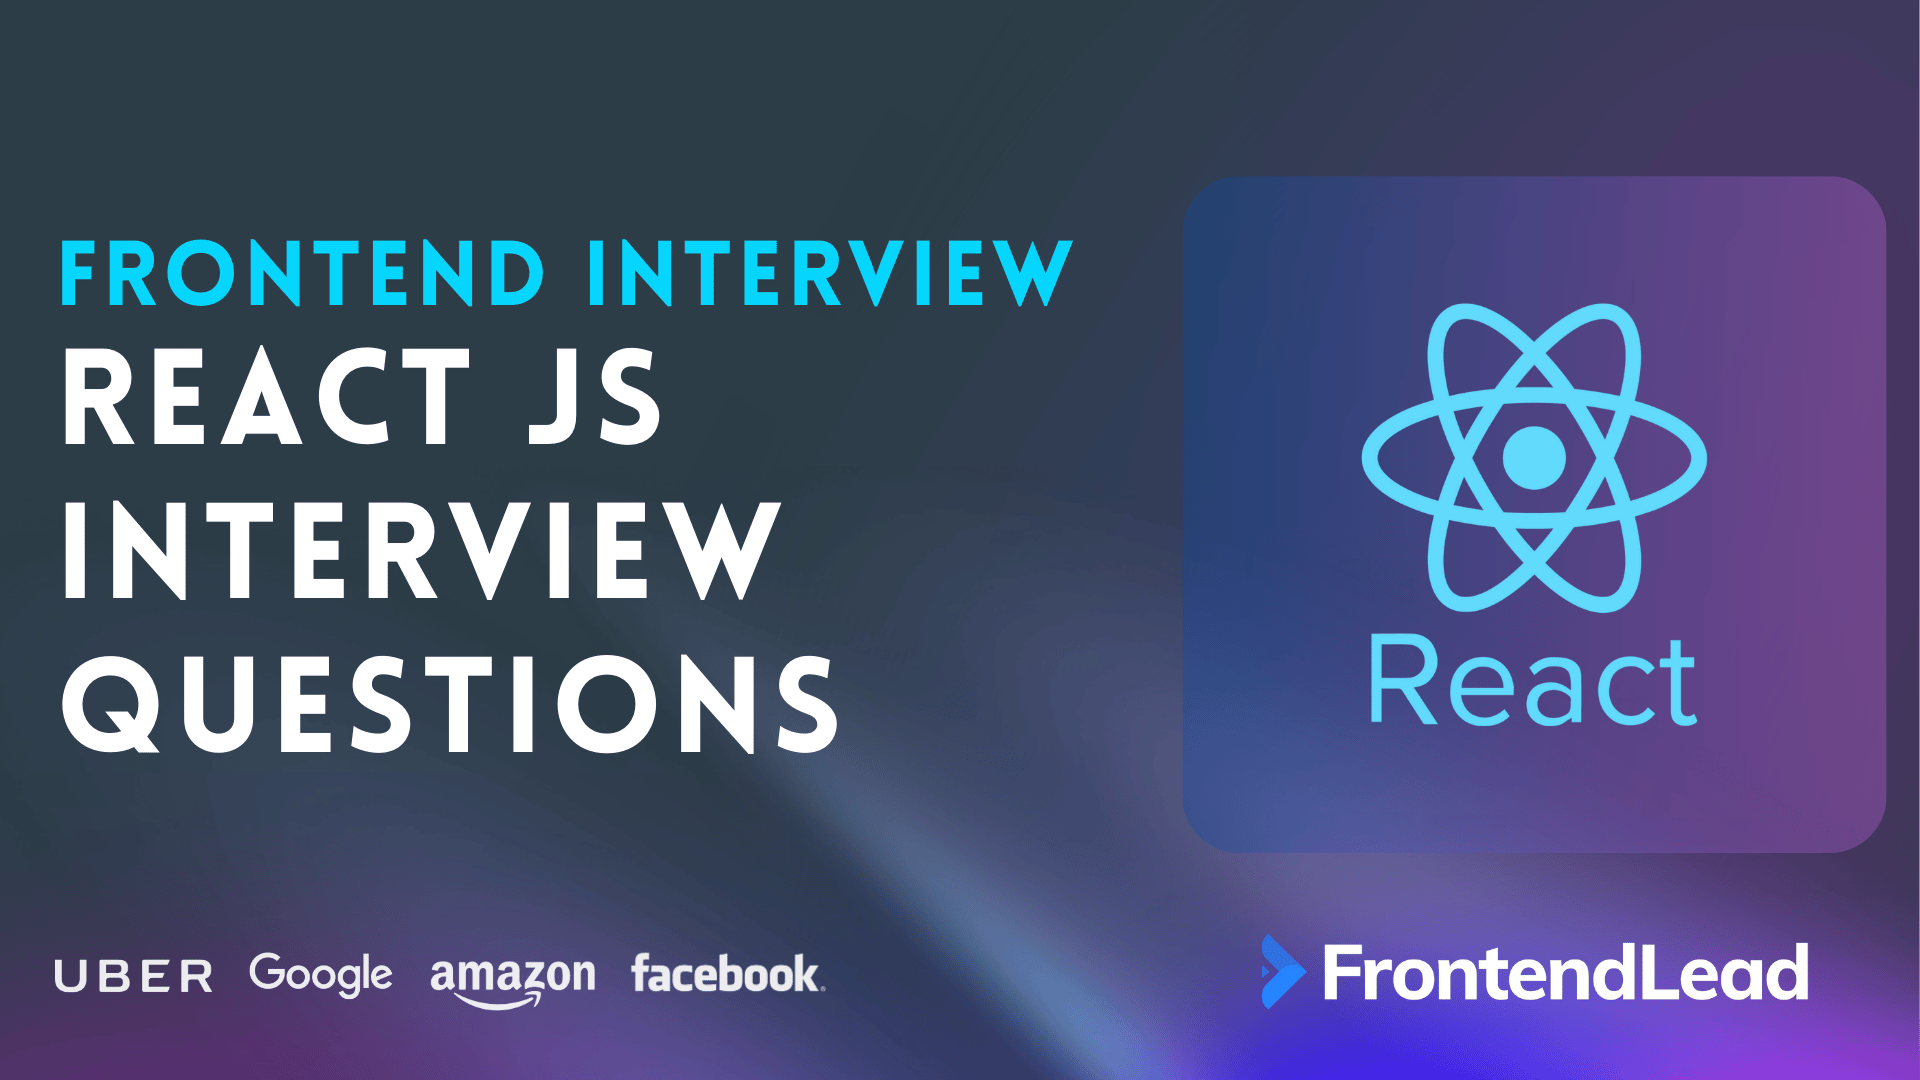 FRONTEND INTERVIEW
REACT JS
INTERVIEW
QUESTIONS
React
UBER Google amazon facebook.
FrontendLead